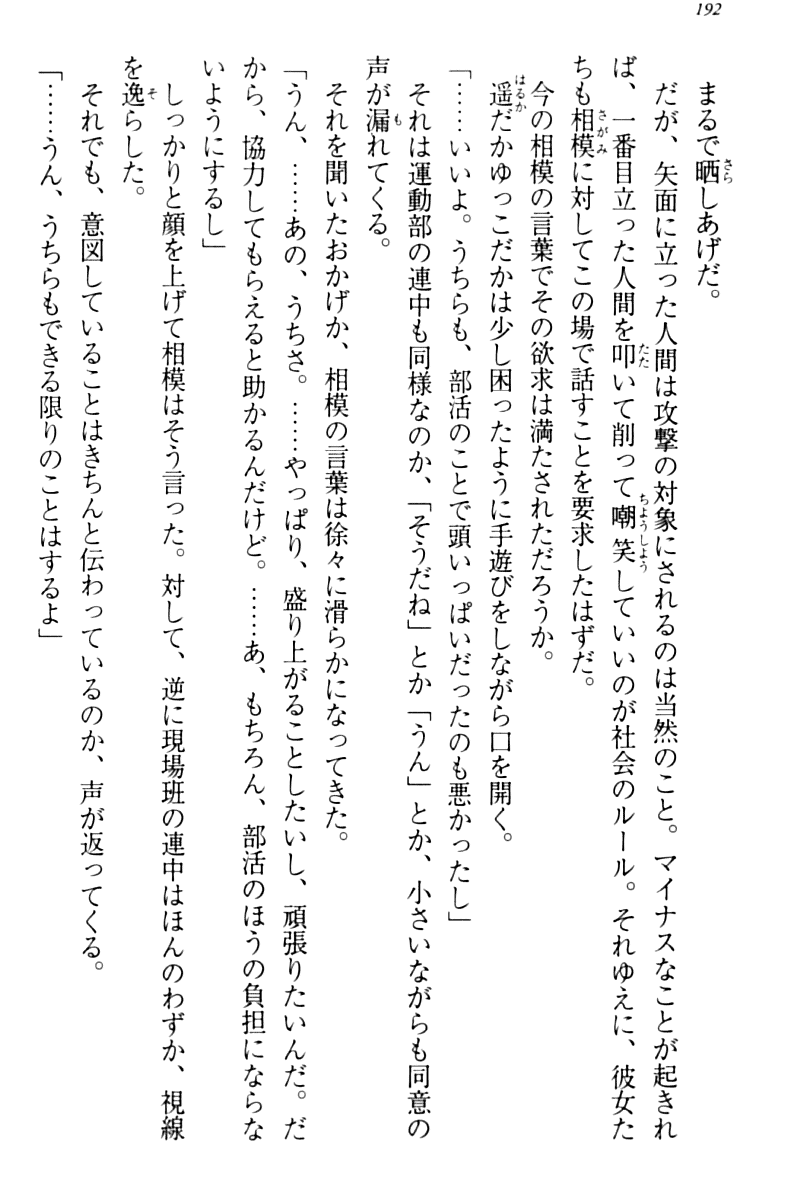 192
まるで晒しあげだ。
だが、矢面に立った人間は攻撃の対象にされるのは当然のこと。マイナスなことが起きれ
ば、一番目立った人間を叩いて削って嘲笑していいのが社会のルール。それゆえに、彼女た
ちも相模に対してこの場で話すことを要求したはずだ。
今の相模の言葉でその欲求は満たされただろうか。
遥だかゆっこだかは少し困ったように手遊びをしながら口を開く。
「……いいよ。うちらも、部活のことで頭いっぱいだったのも悪かったし」
それは運動部の連中も同様なのか、「そうだね」とか「うん」とか、小さいながらも同意の
声が漏れてくる。
それを聞いたおかげか、相模の言葉は徐々に滑らかになってきた。
「うん、……あの、うちさ。……やっぱり、盛り上がることしたいし、頑張りたいんだ。だ
から、協力してもらえると助かるんだけど。……あ、もちろん、部活のほうの負担にならな
いようにするし」
しっかりと顔を上げて相模はそう言った。対して、逆に現場班の連中はほんのわずか、視線
を逸らした。
それでも、意図していることはきちんと伝わっているのか、声が返ってくる。
「……うん、うちらもできる限りのことはするよ」